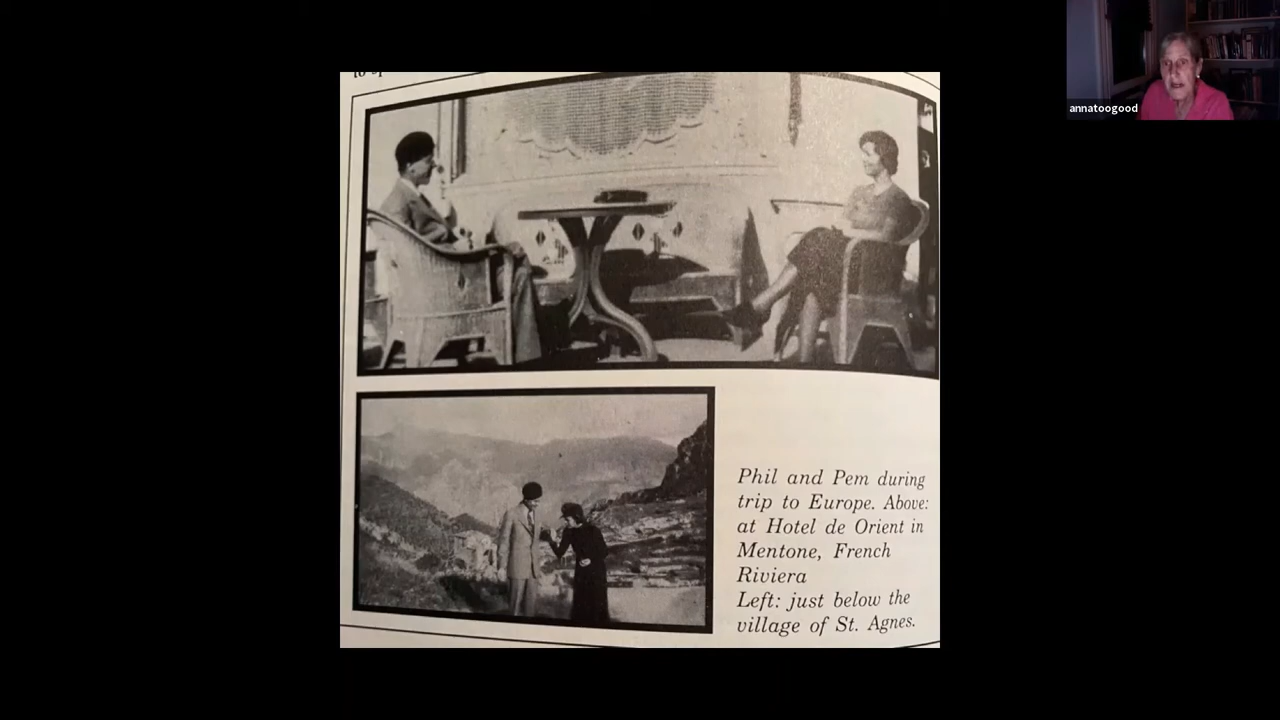 annatoogood
Phil and Pem during
trip to Europe. Above:
at Hotel de Orient in
Mentone, French
Riviera
Left: just below the
village of St. Agnes.